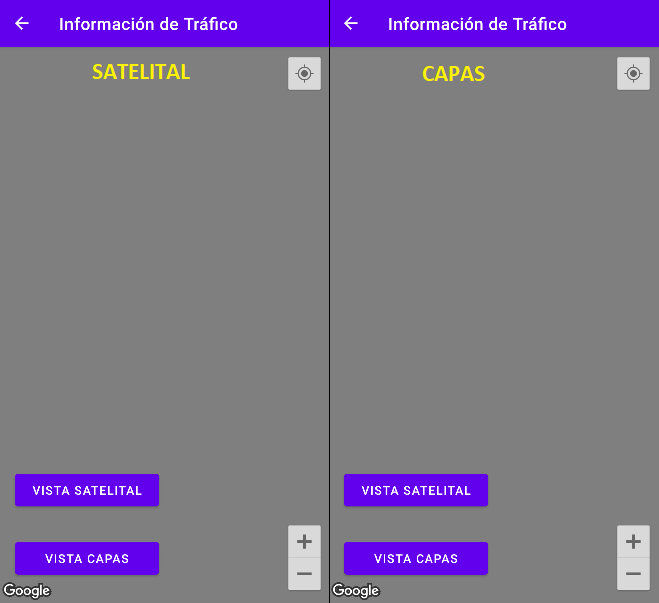 Información de Tráfico
SATELITAL
VISTA SATELITAL
VISTA CAPAS
Google
Información de Tráfico
CAPAS
VISTA SATELITAL
VISTA CAPAS
Google